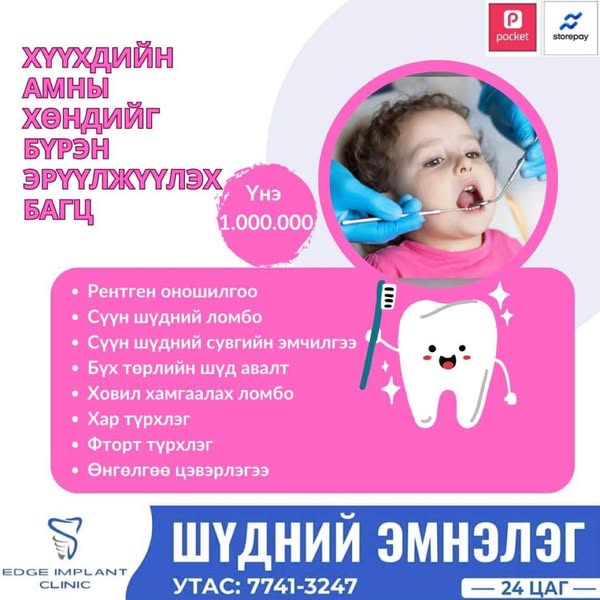 pocket
storepay
ХҮҮХДИЙН
АМНЫ
ХӨНДИЙГ
БҮРЭН
ЭРҮҮЛЖҮҮЛЭХ
БАГЦ
Үнэ
1.000.000
• Рентген оношилгоо
• Сүүн шүдний ломбо
• Сүүн шүдний сувгийн эмчилгээ
• Бүх төрлийн шүд авалт
• Ховил хамгаалах ломбо
• Хар түрхлэг
• Фторт түрхлэг
• Өнгөлгөө цэвэрлэгээ
EDGE IMPLANT
CLINIC
ШҮДНИЙ ЭМНЭЛЭГ
УТАС: 7741-3247
24 ЦАГ